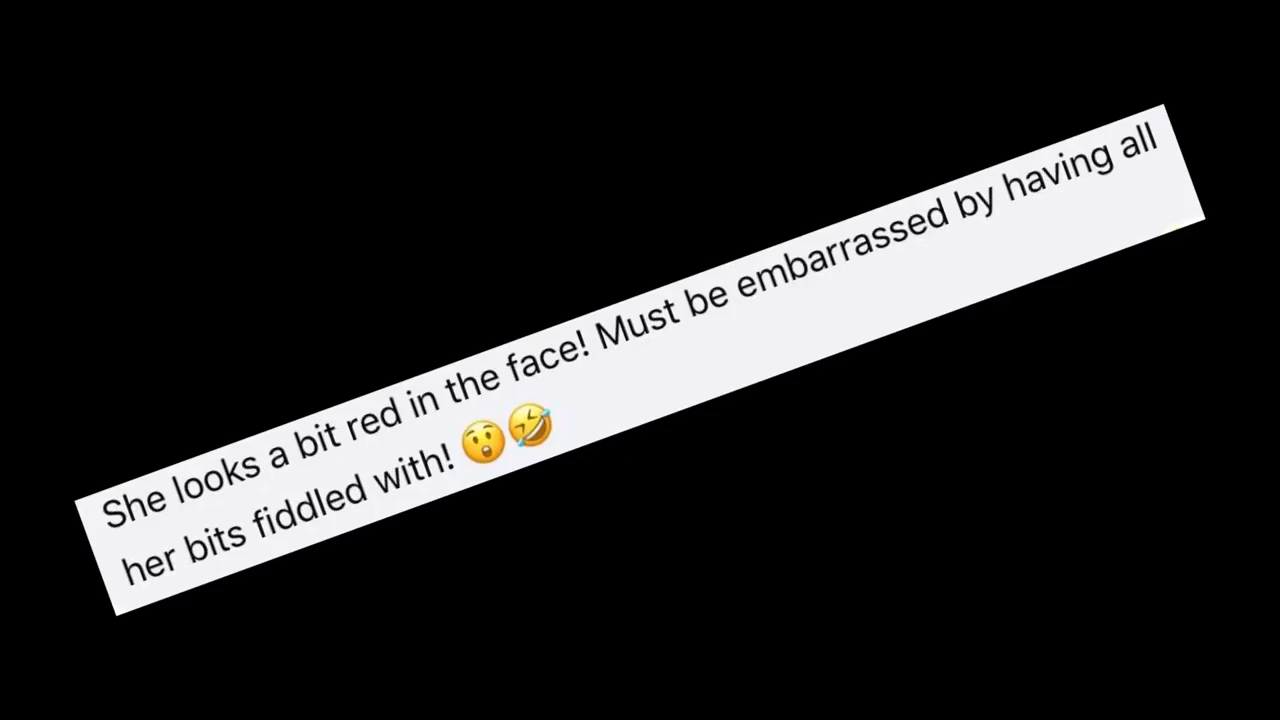 She looks a bit red in the face! Must be embarrassed by having all
her bits fiddled with! 😲🤣